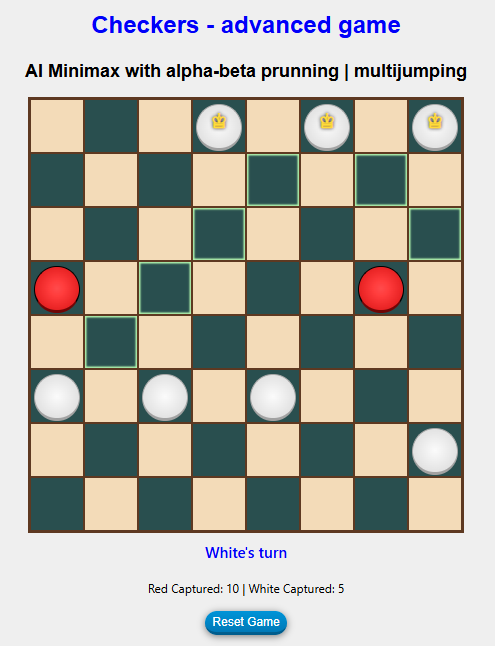 Checkers - advanced game
AI Minimax with alpha-beta prunning | multijumping
White's turn
Red Captured: 10 | White Captured: 5
Reset Game